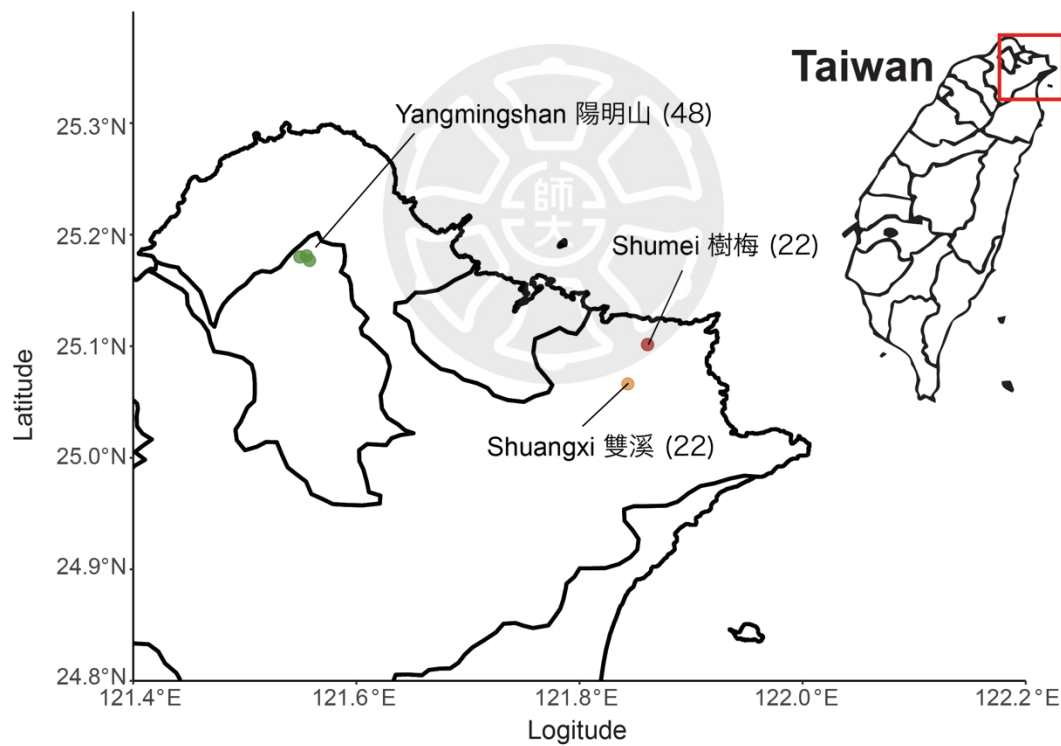 Taiwan
Yangmingshan 陽明山 (48)
師大
Shumei 樹梅 (22)
Shuangxi 雙溪 (22)
Latitude
25.3°N
25.2°N
25.1°N
25.0°N
24.9°N
24.8°N
121.4°E
121.6°E
121.8°E
122.0°E
122.2°E
Logitude